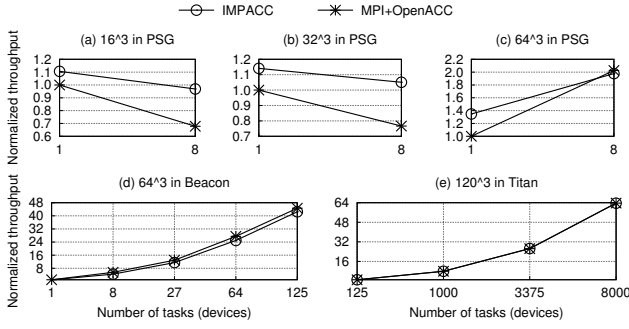 IMPACC MPI+OpenACC
(a) 16^3 in PSG (b) 32^3 in PSG (c) 64^3 in PSG
Normalized throughput
1.2 1.2 2.2
1.1 1.1 2.0
1.0 1.0 1.8
0.9 0.9 1.6
0.8 0.8 1.4
0.7 1.2
0.6 0.7 1.0
1 8 1 8 1 8
(d) 64^3 in Beacon (e) 120^3 in Titan
Normalized throughput
48 64
40 48
32 32
24 16
16
8
1 8 27 64 125 125 1000 3375 8000
Number of tasks (devices) Number of tasks (devices)